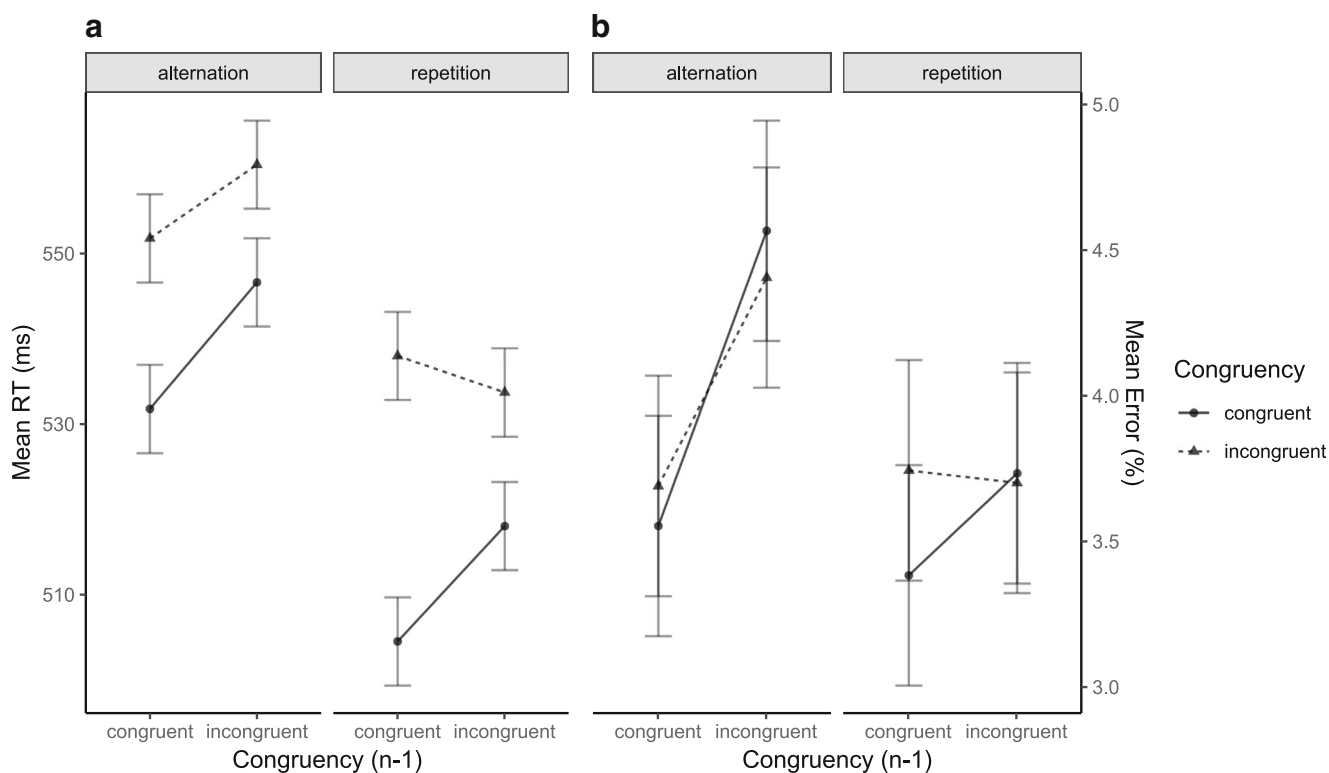 a
b
alternation
repetition
alternation
repetition
5.0
4.5
4.0
3.5
3.0
550
530
510
Mean RT (ms)
Mean Error (%)
Congruency
congruent
incongruent
congruent incongruent
congruent incongruent
congruent incongruent
congruent incongruent
Congruency (n-1)
Congruency (n-1)